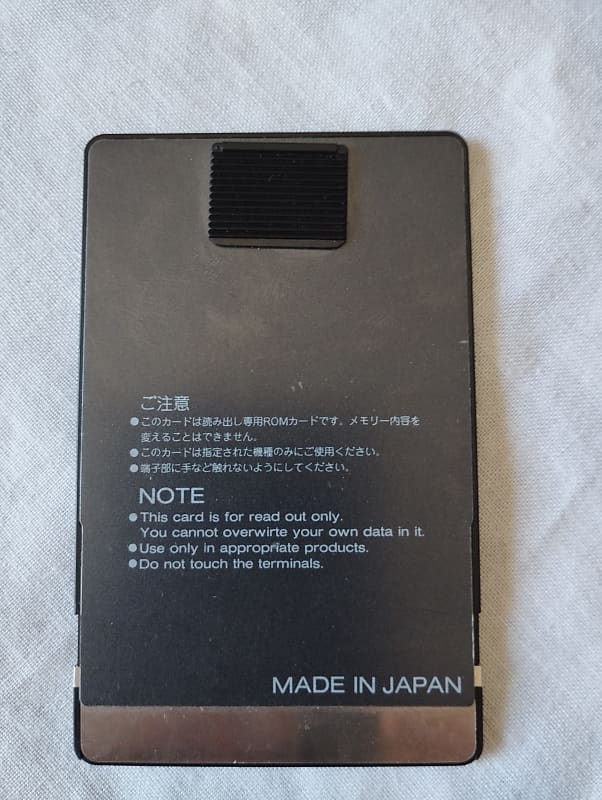 ご注意
●このカードは読み出し専用ROMカードです。メモリー内容を
変えることはできません。
●このカードは指定された機種のみにご使用ください。
●端子部に手など触れないようにしてください。
NOTE
●This card is for read out only.
You cannot overwirte your own data in it.
●Use only in appropriate products.
●Do not touch the terminals.
MADE IN JAPAN